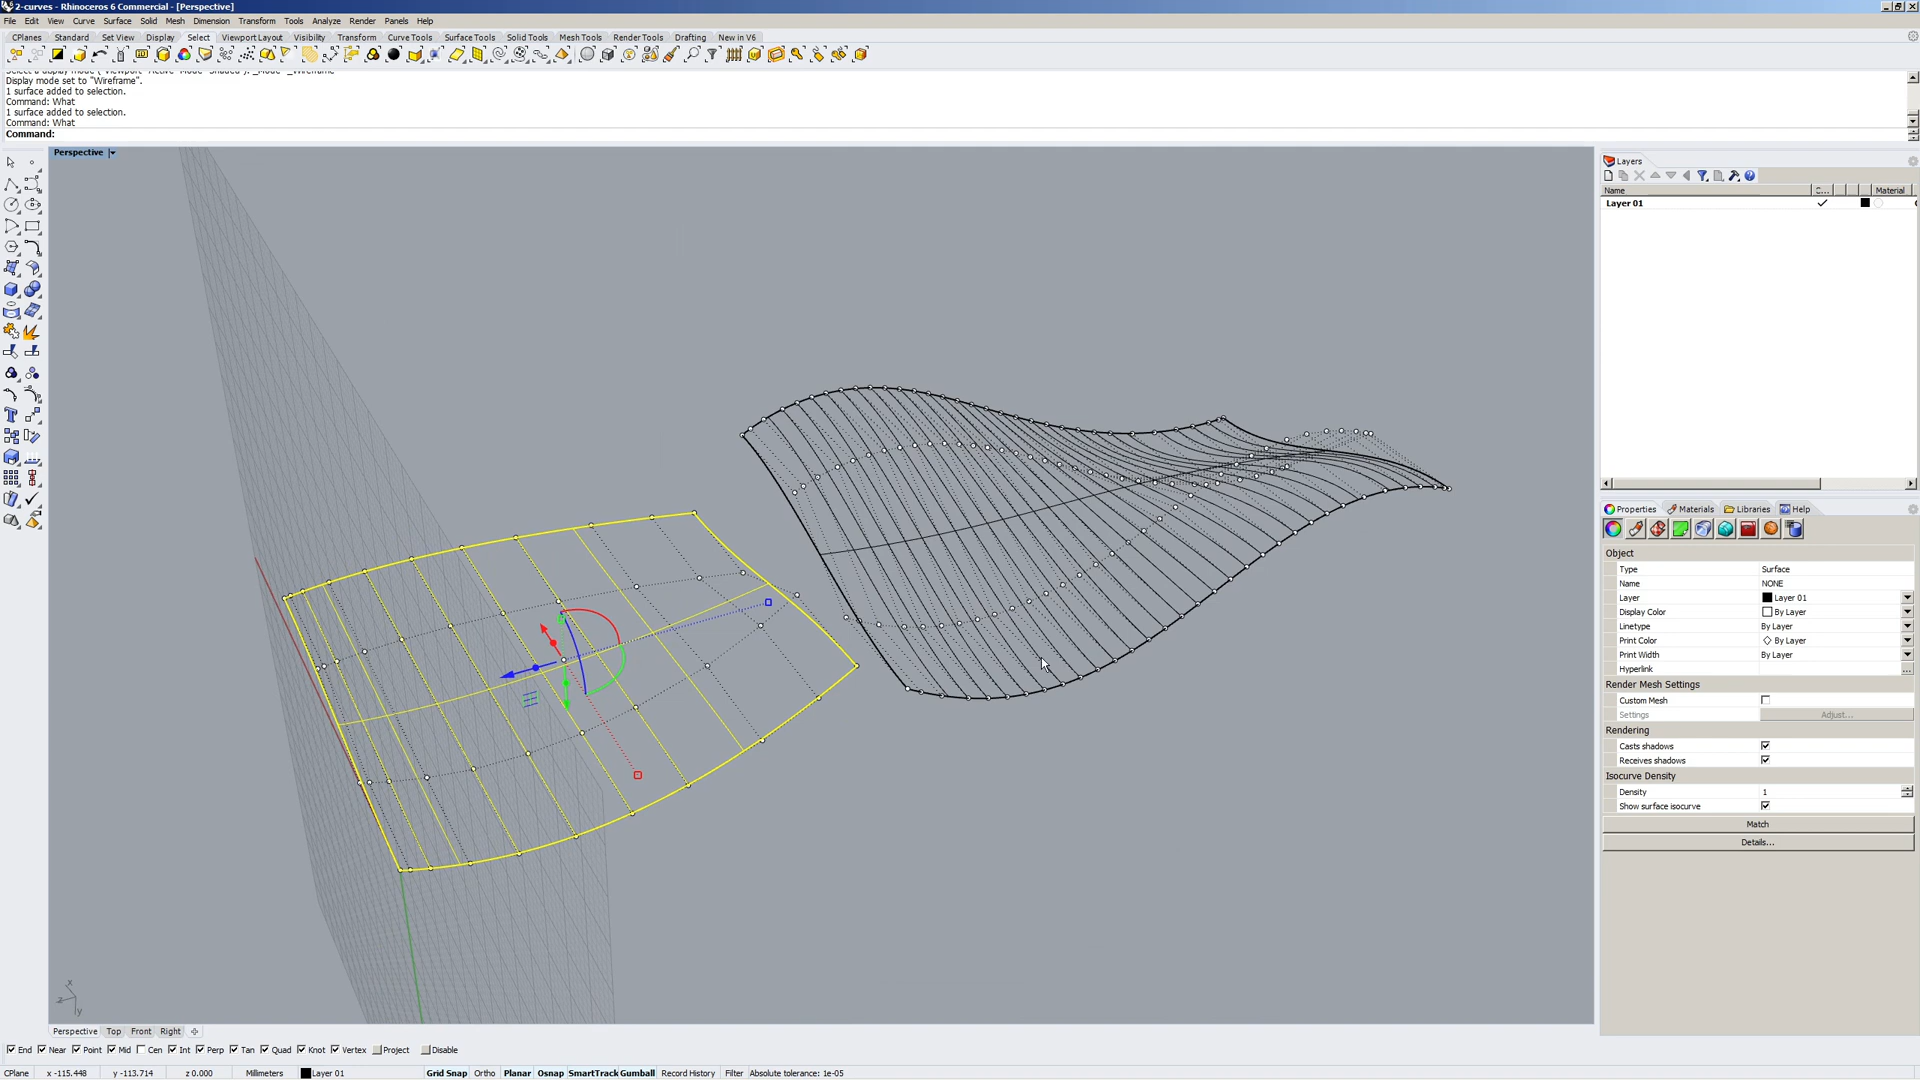 2-curves - Rhinoceros 6 Commercial - [Perspective]
File Edit View Curve Surface Solid Mesh Dimension Transform Tools Analyze Render Panels Help
CPlanes Standard Set View Display Select Viewport Layout Visibility Transform Curve Tools Surface Tools Solid Tools Mesh Tools Render Tools Drafting New in V6
Display mode set to "Wireframe".
1 surface added to selection.
Command: What
1 surface added to selection.
Command: What
Command:
Perspective
Layers
Name C... Material
Layer 01
Properties Materials Libraries Help
Object
Type Surface
Name NONE
Layer Layer 01
Display Color By Layer
Linetype By Layer
Print Color By Layer
Print Width By Layer
Hyperlink ...
Render Mesh Settings
Custom Mesh
Settings Adjust...
Rendering
Casts shadows
Receives shadows
Isocurve Density
Density 1
Show surface isocurve
Match
Details...
x
z
y
Perspective Top Front Right
End Near Point Mid Cen Int Perp Tan Quad Knot Vertex Project Disable
CPlane x -115.448 y -113.714 z 0.000 Millimeters Layer 01 Grid Snap Ortho Planar Osnap SmartTrack Gumball Record History Filter Absolute tolerance: 1e-05